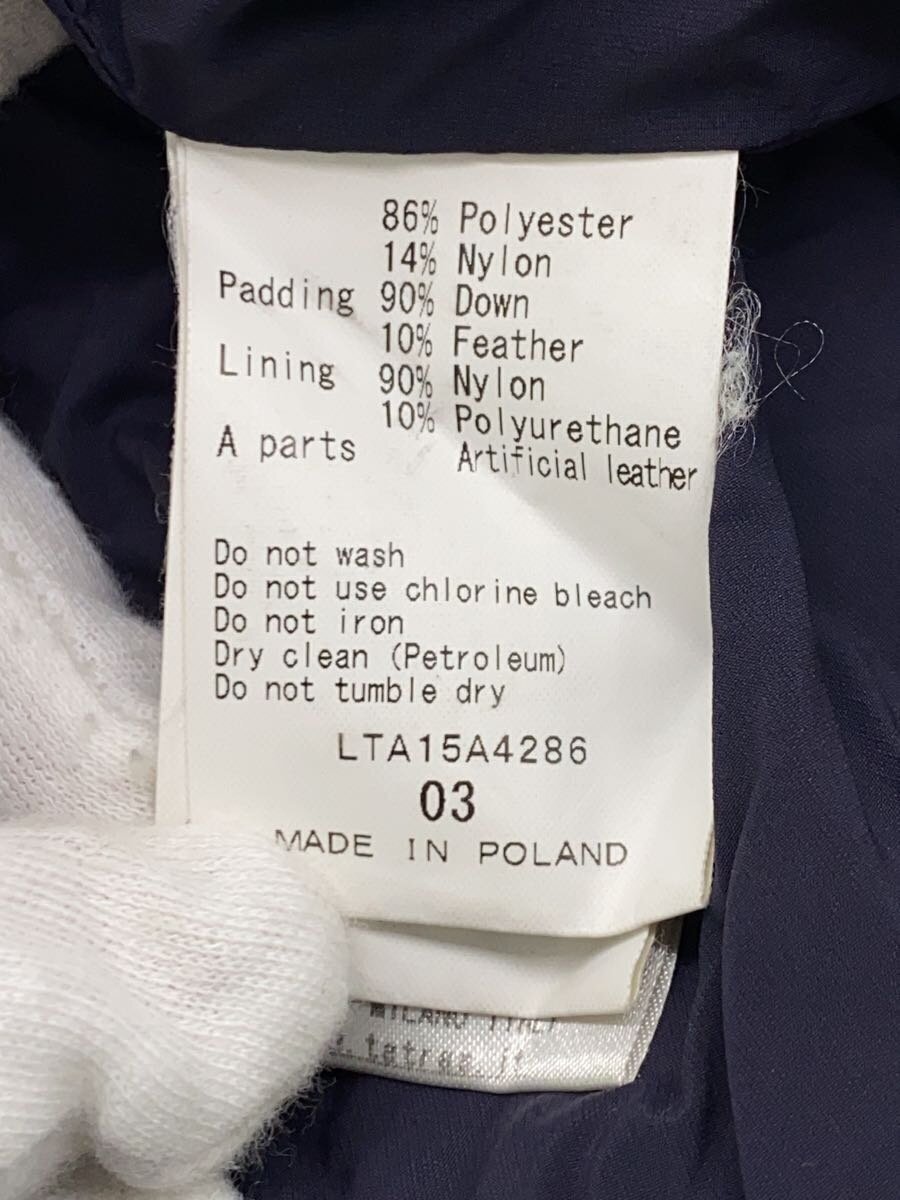 86% Polyester
14% Nylon
Padding 90% Down
10% Feather
Lining 90% Nylon
10% Polyurethane
A parts Artificial leather
Do not wash
Do not use chlorine bleach
Do not iron
Dry clean (Petroleum)
Do not tumble dry
LTA15A4286
03
MADE IN POLAND
MILANO ITALY